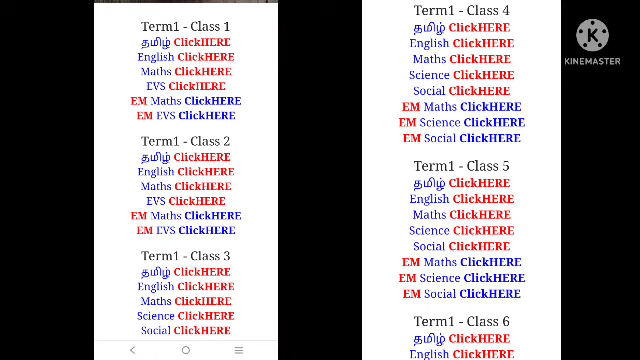 Term1 - Class 1
தமிழ் ClickHERE
English ClickHERE
Maths ClickHERE
EVS ClickHERE
EM Maths ClickHERE
EM EVS ClickHERE
Term1 - Class 2
தமிழ் ClickHERE
English ClickHERE
Maths ClickHERE
EVS ClickHERE
EM Maths ClickHERE
EM EVS ClickHERE
Term1 - Class 3
தமிழ் ClickHERE
English ClickHERE
Maths ClickHERE
Science ClickHERE
Social ClickHERE
Term1 - Class 4
தமிழ் ClickHERE
English ClickHERE
Maths ClickHERE
Science ClickHERE
Social ClickHERE
EM Maths ClickHERE
EM Science ClickHERE
EM Social ClickHERE
Term1 - Class 5
தமிழ் ClickHERE
English ClickHERE
Maths ClickHERE
Science ClickHERE
Social ClickHERE
EM Maths ClickHERE
EM Science ClickHERE
EM Social ClickHERE
Term1 - Class 6
தமிழ் ClickHERE
English ClickHERE
KINEMASTER